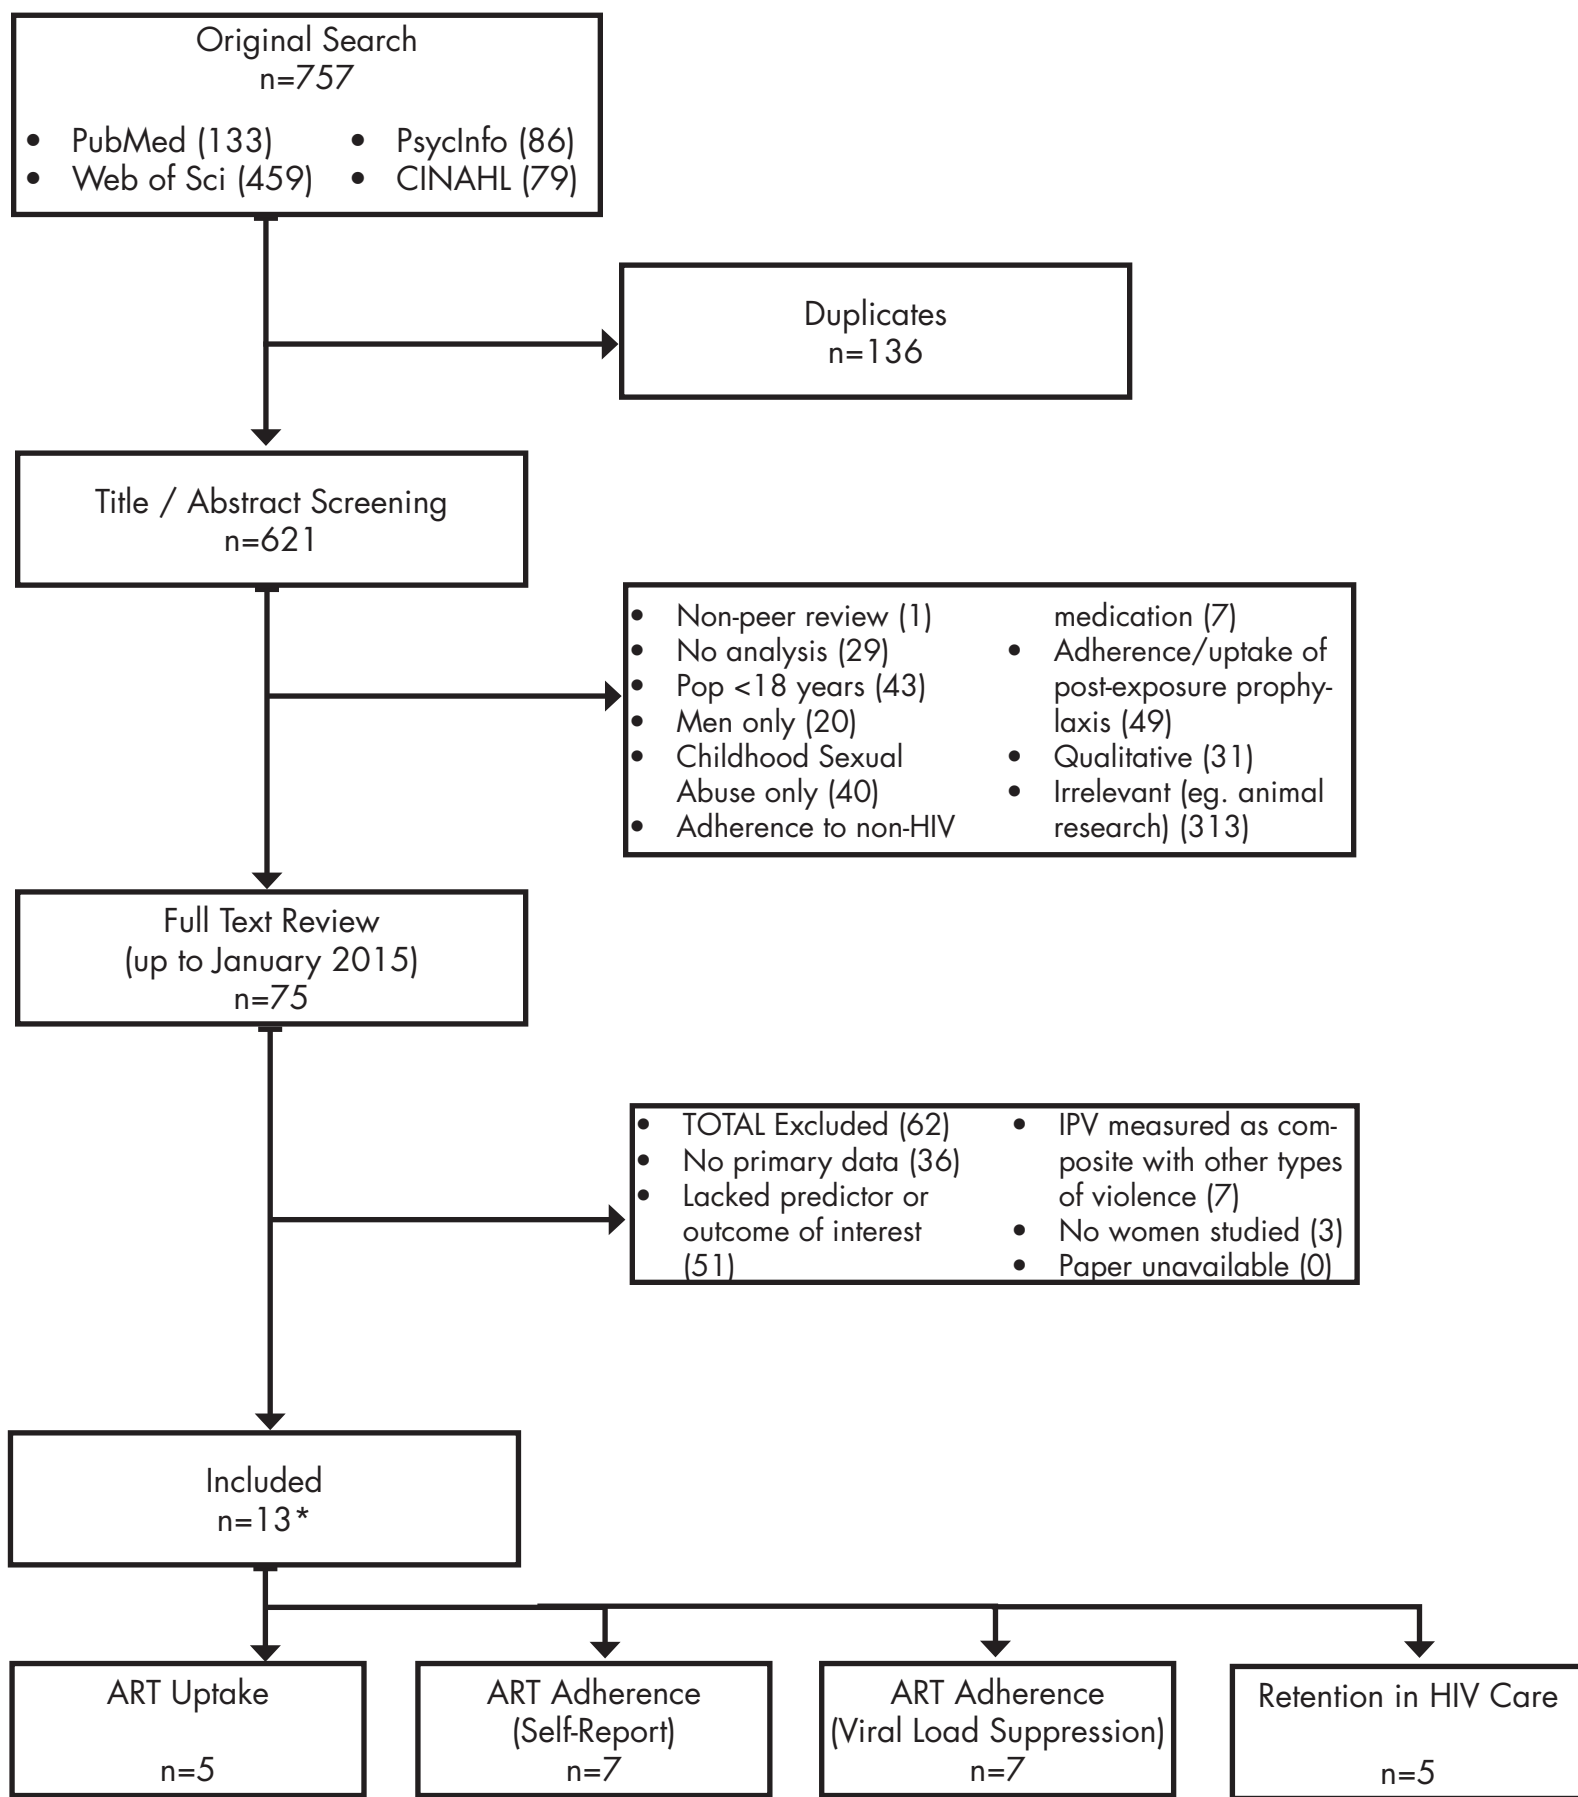 Original Search
n=757
• PubMed (133)
• Web of Sci (459)
• PsycInfo (86)
• CINAHL (79)
Duplicates
n=136
Title / Abstract Screening
n=621
• Non-peer review (1)
• No analysis (29)
• Pop <18 years (43)
• Men only (20)
• Childhood Sexual
Abuse only (40)
• Adherence to non-HIV
medication (7)
• Adherence/uptake of
post-exposure prophy-
laxis (49)
• Qualitative (31)
• Irrelevant (eg. animal
research) (313)
Full Text Review
(up to January 2015)
n=75
• TOTAL Excluded (62)
• No primary data (36)
• Lacked predictor or
outcome of interest
(51)
• IPV measured as com-
posite with other types
of violence (7)
• No women studied (3)
• Paper unavailable (0)
Included
n=13*
ART Uptake
n=5
ART Adherence
(Self-Report)
n=7
ART Adherence
(Viral Load Suppression)
n=7
Retention in HIV Care
n=5